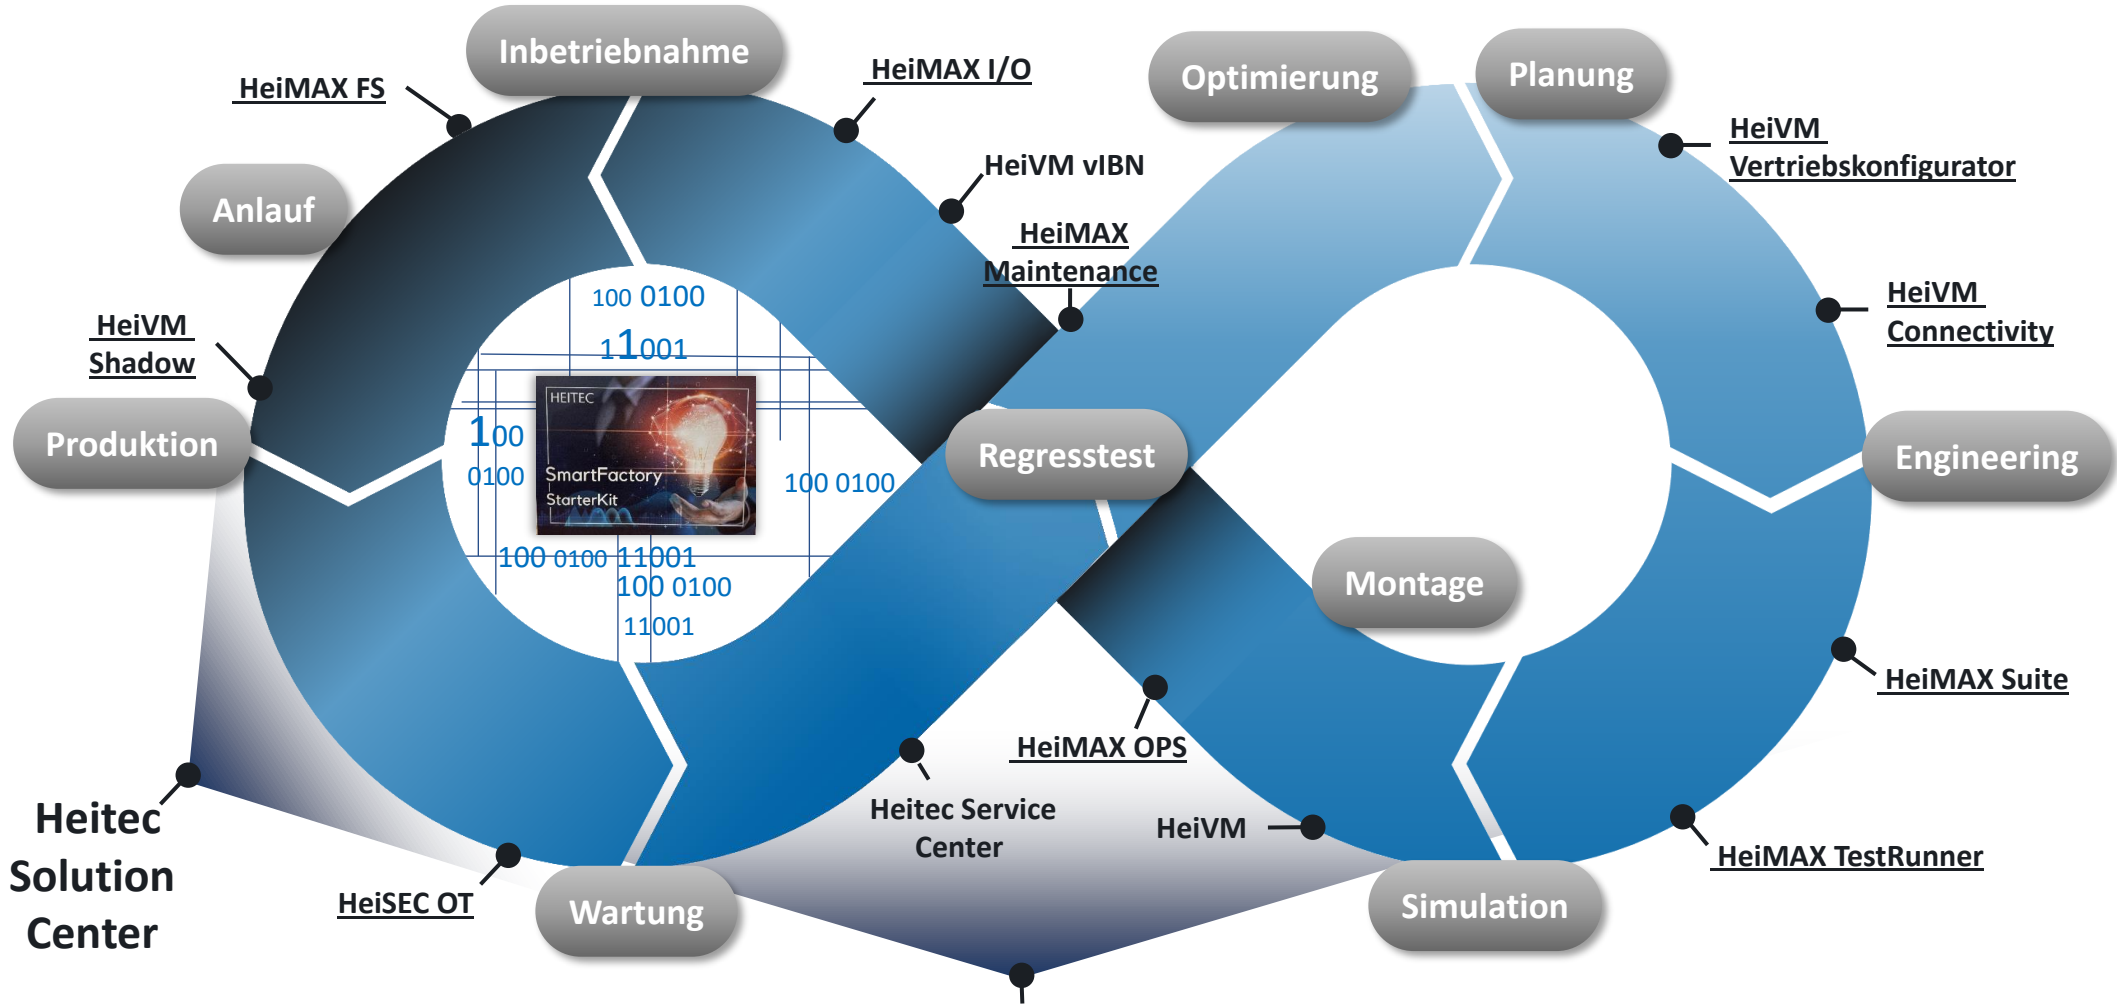 Inbetriebnahme
HeiMAX FS
HeiMAX I/O
Optimierung
Planung
HeiVM
Vertriebskonfigurator
HeiVM vIBN
Anlauf
HeiMAX
Maintenance
HeiVM
Connectivity
HeiVM
Shadow
100 0100
11001
100
0100
HEITEC
SmartFactory
StarterKit
100 0100
100 0100 11001
100 0100
11001
Produktion
Regresstest
Engineering
Montage
HeiMAX Suite
HeiMAX OPS
Heitec Service
Center
HeiVM
HeiMAX TestRunner
Heitec
Solution
Center
HeiSEC OT
Wartung
Simulation